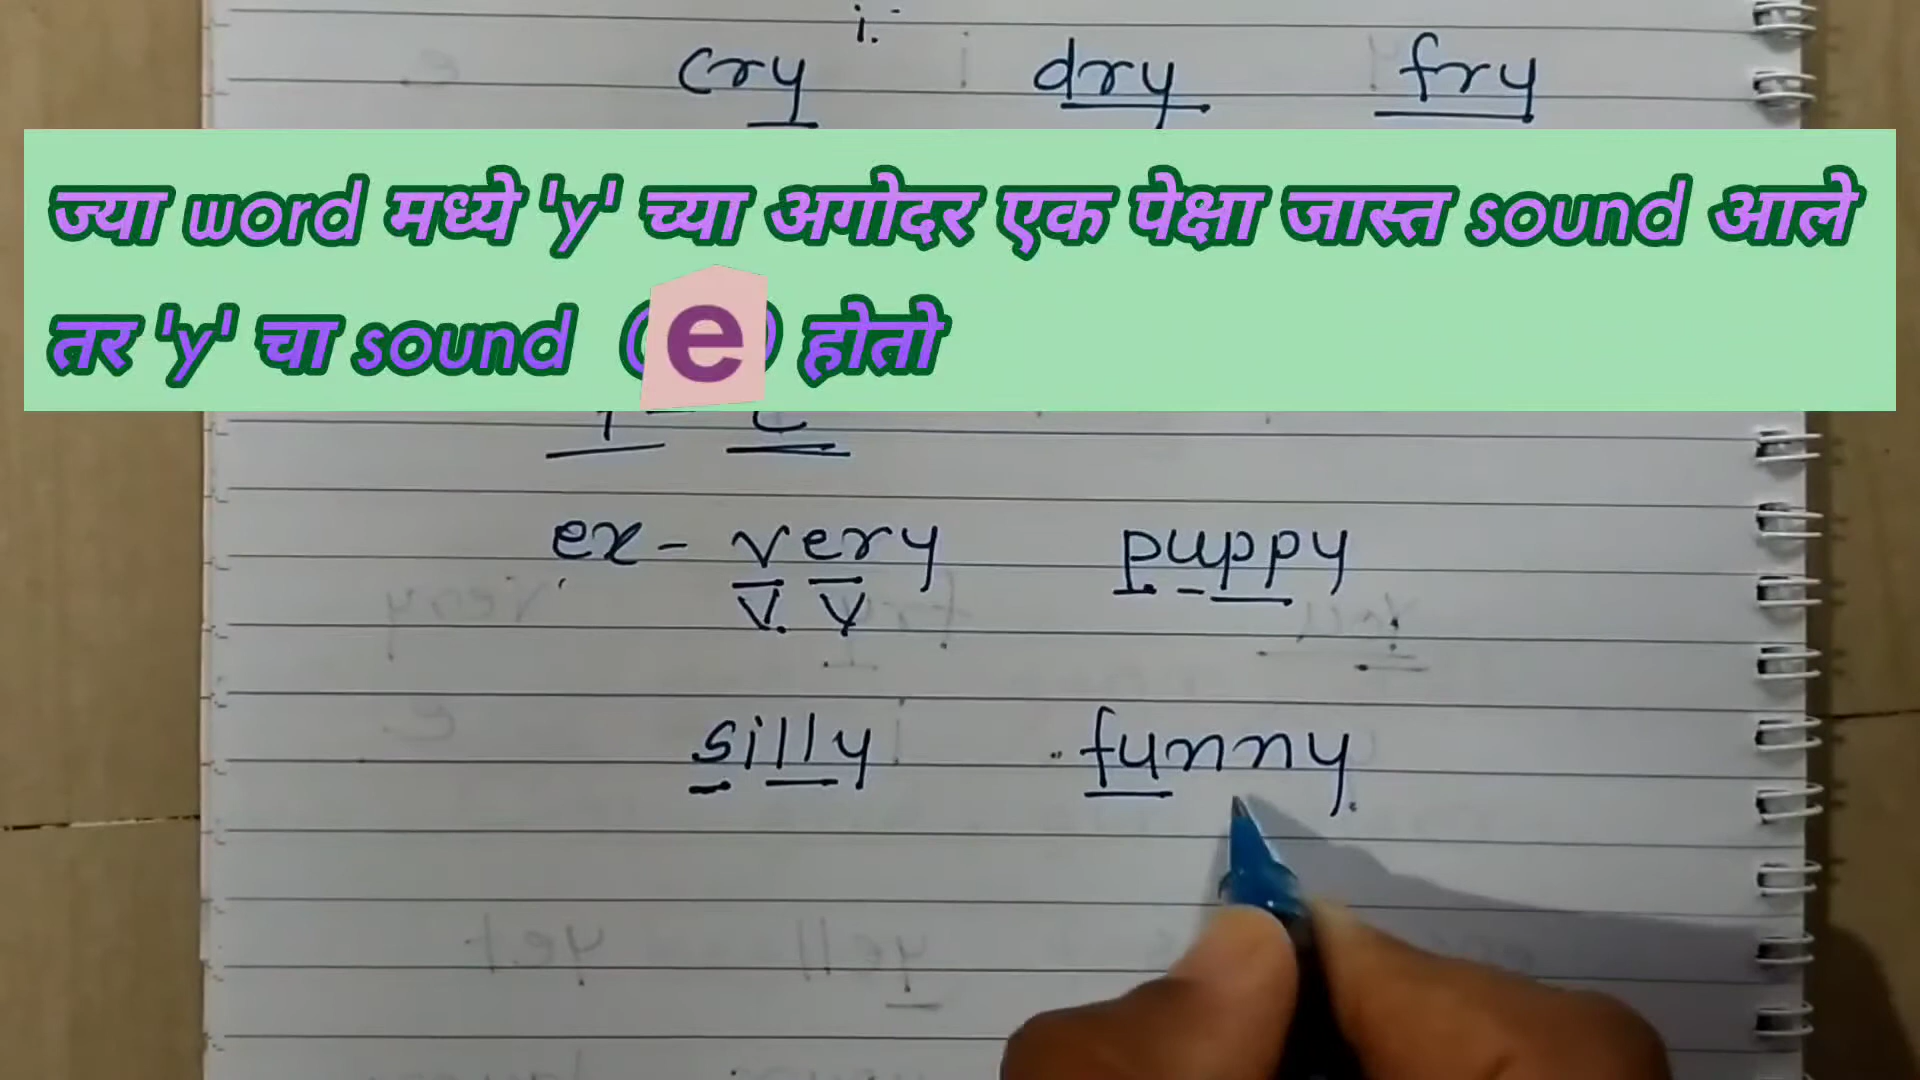 i.
cry dry fry
ज्या word मध्ये 'y' च्या अगोदर एक पेक्षा जास्त sound आले
तर 'y' चा sound (e) होतो
ex - very puppy
v. y
silly funny